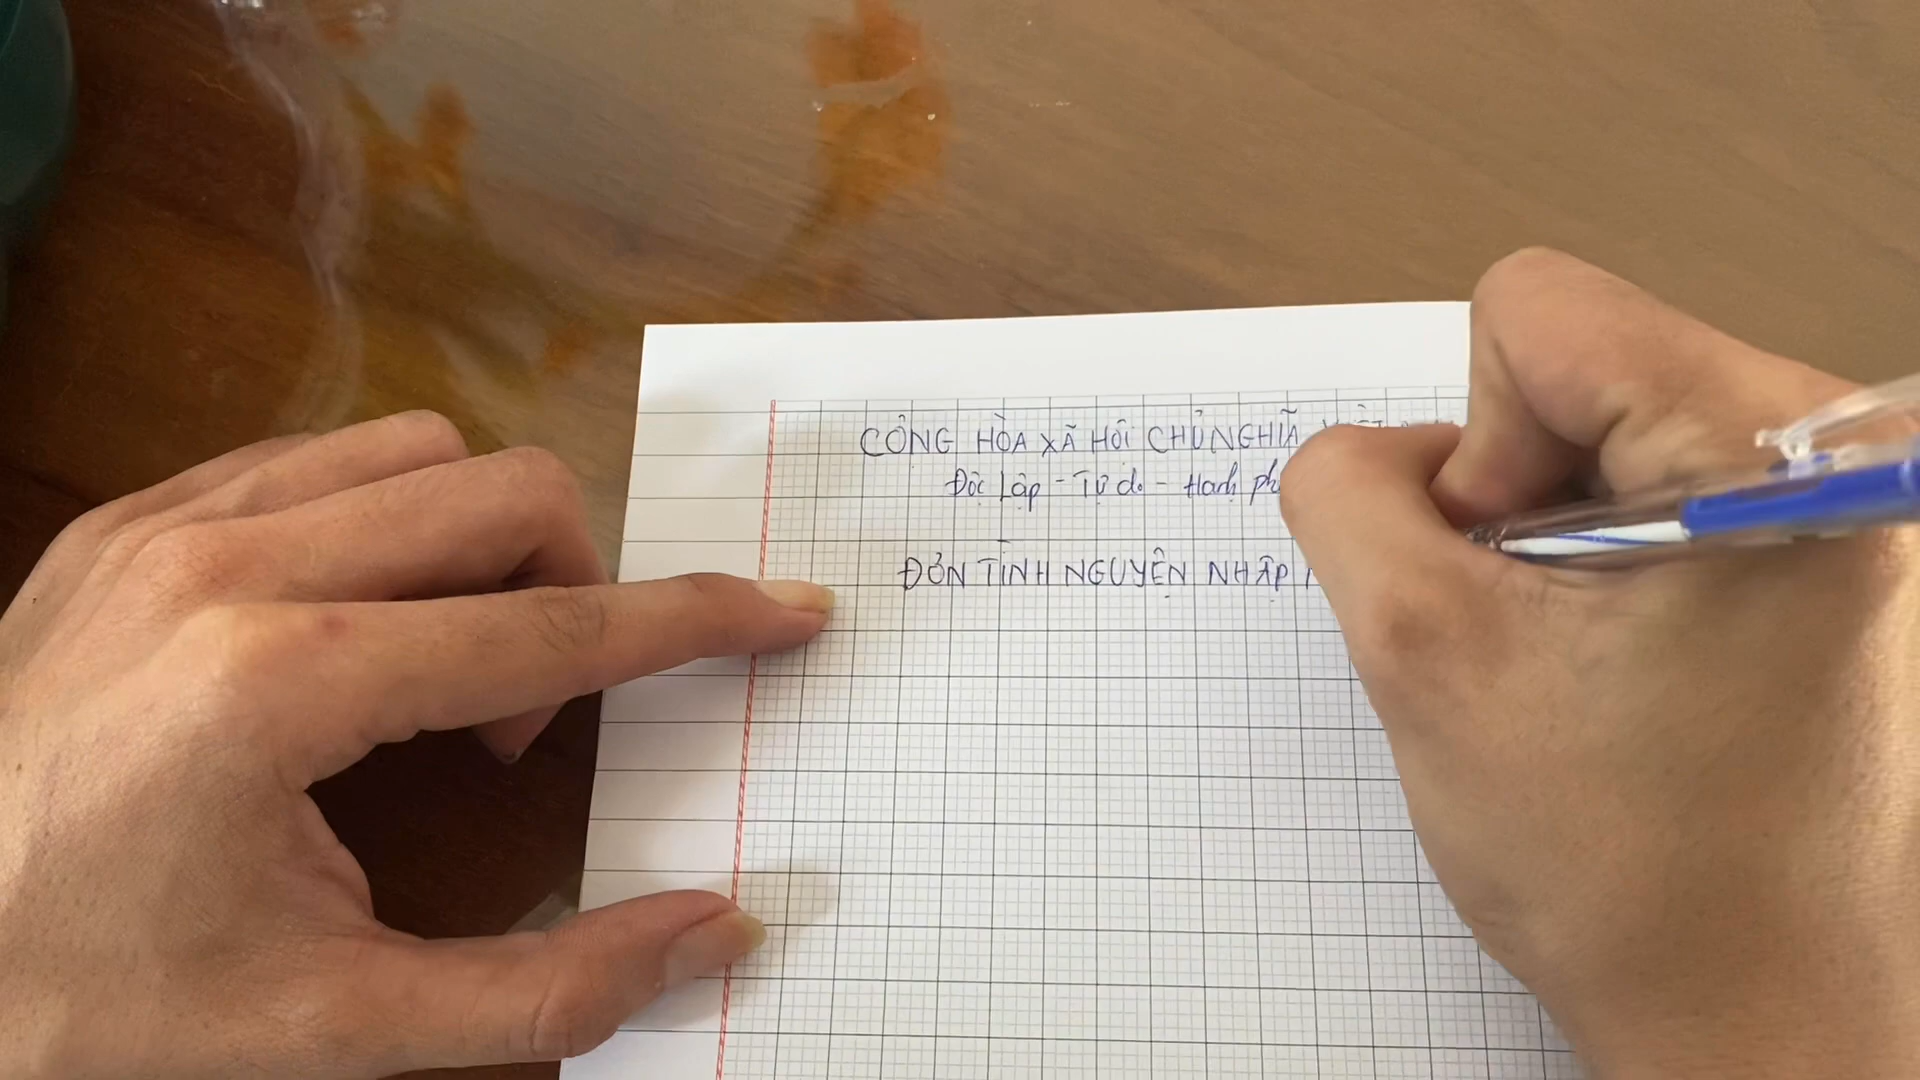 CỘNG HÒA XÃ HỘI CHỦ NGHĨA
Độc lập - Tự do - Hạnh
ĐƠN TÌNH NGUYỆN NHẬP